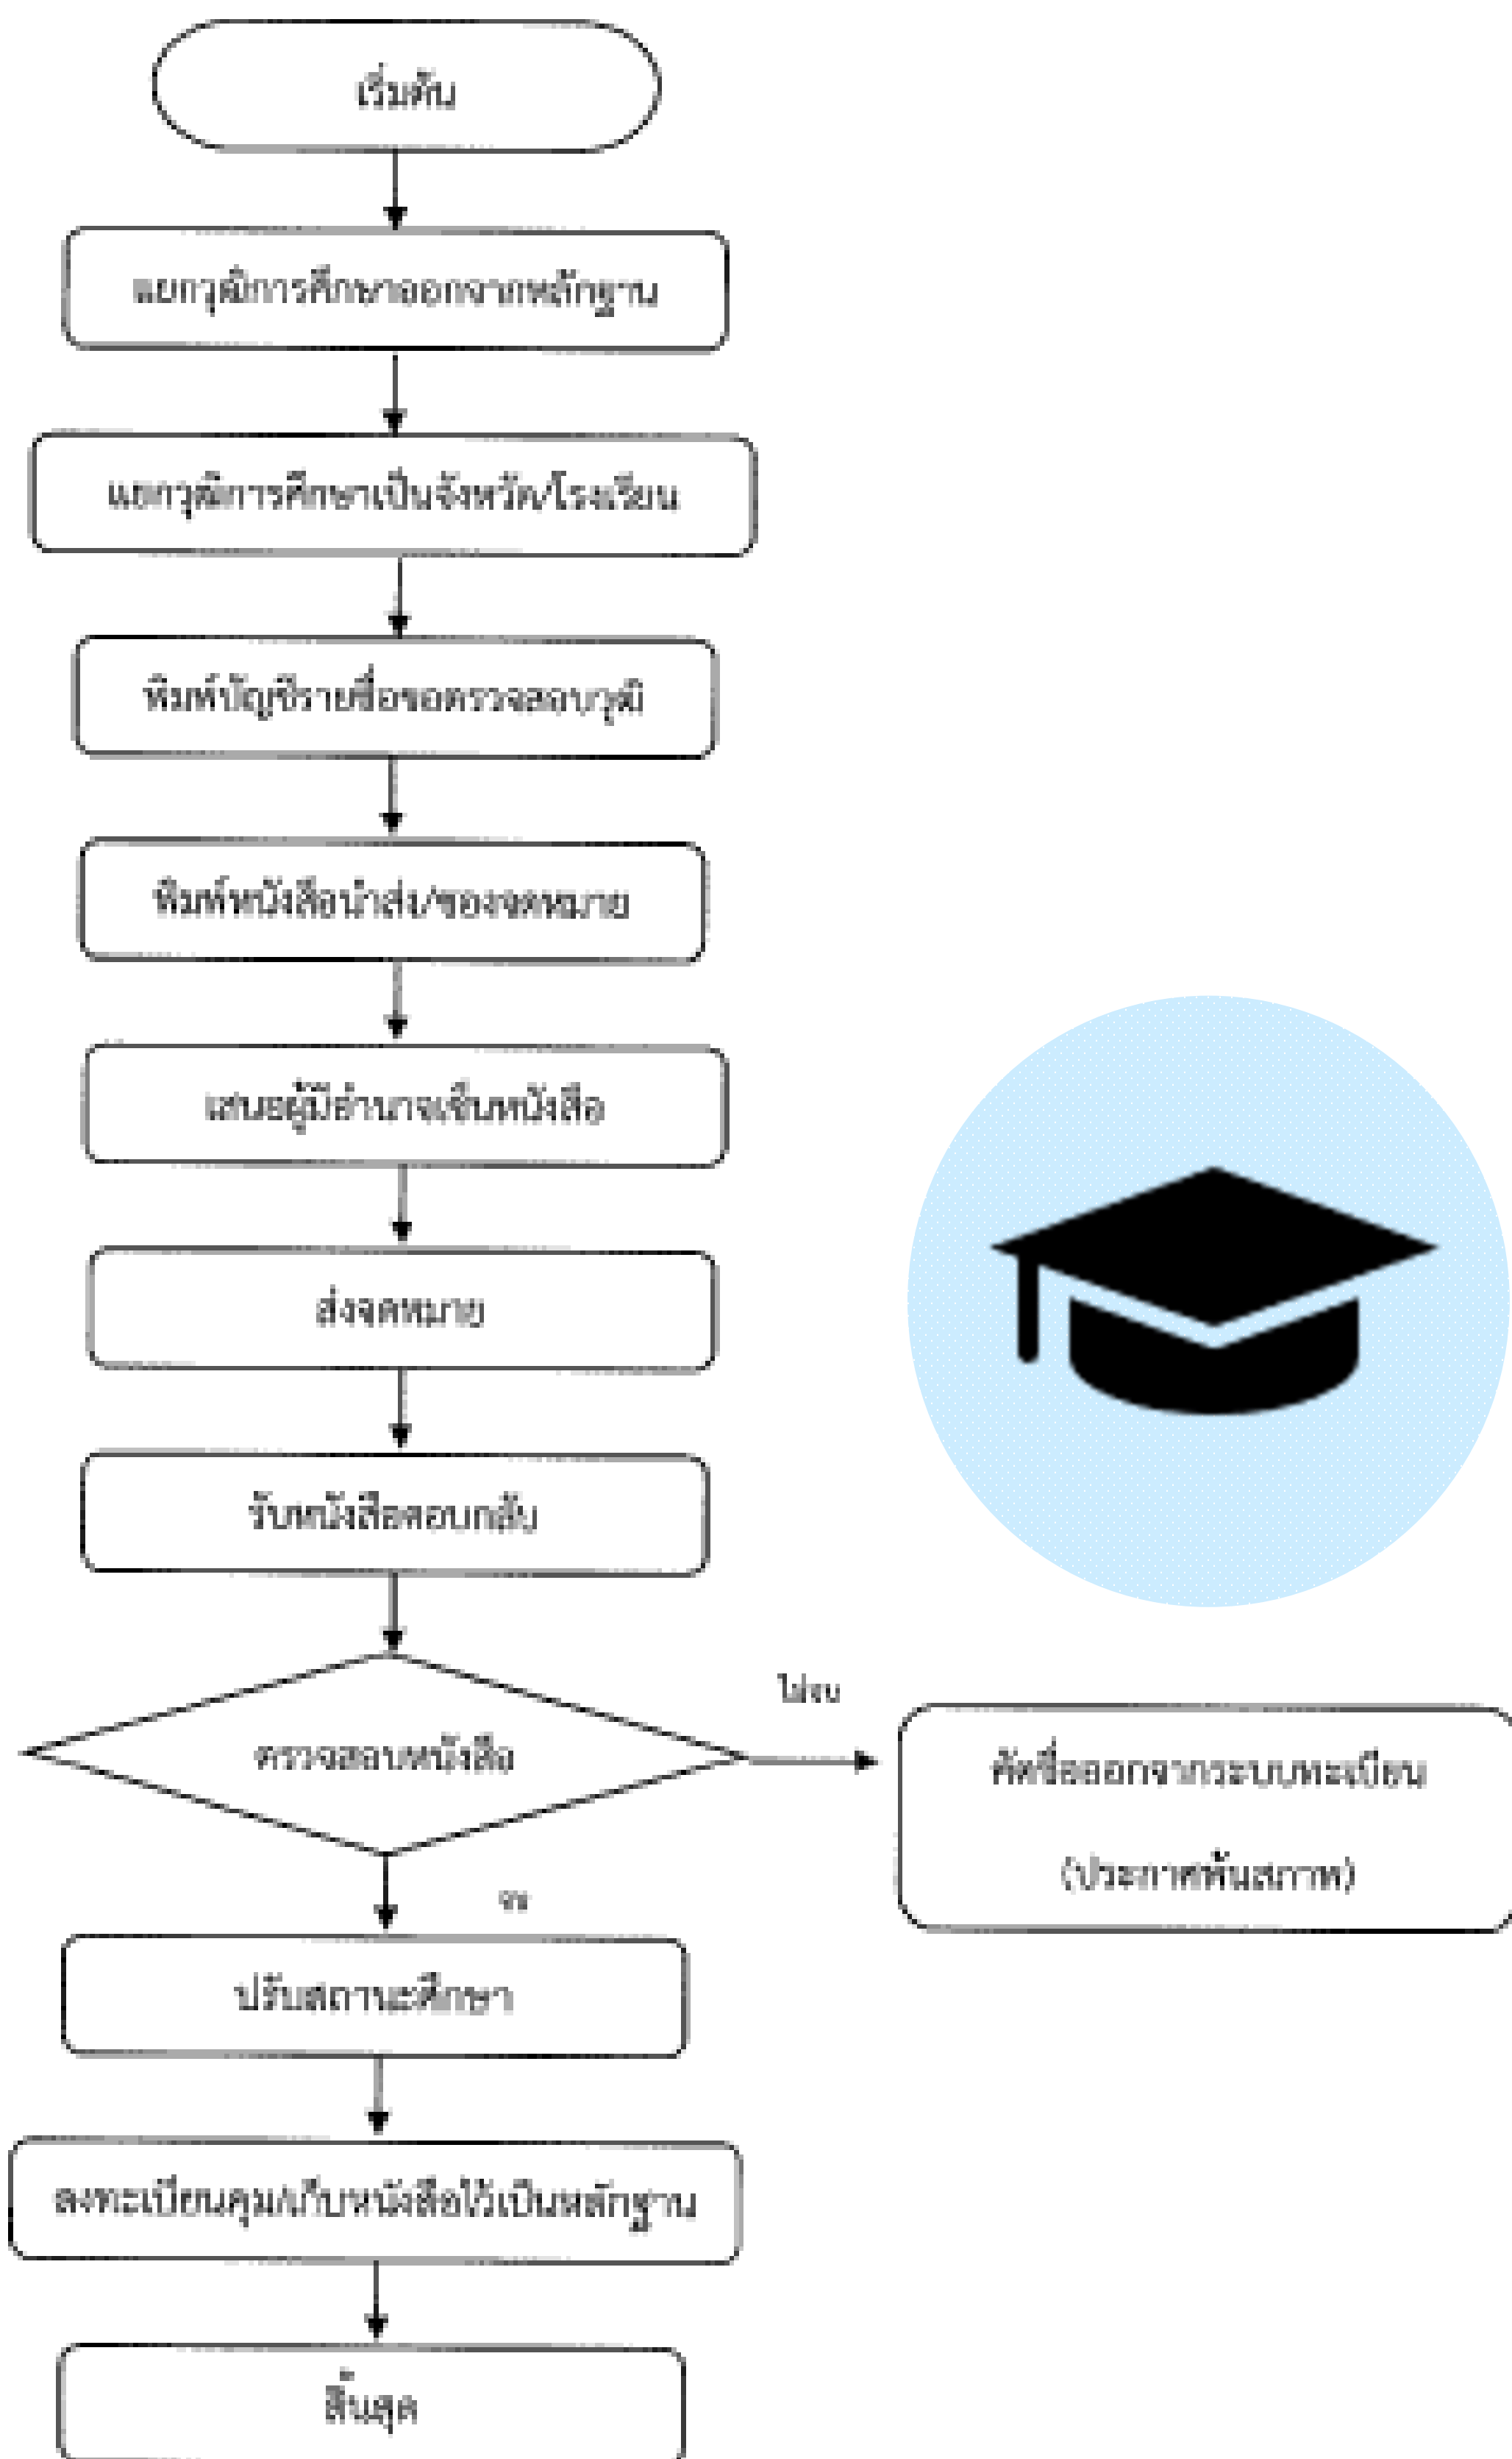 เริ่มต้น
แยกวุฒิการศึกษาออกจากหลักฐาน
แยกวุฒิการศึกษาเป็นจังหวัด/โรงเรียน
พิมพ์บัญชีรายชื่อขอตรวจสอบวุฒิ
พิมพ์หนังสือนำส่ง/ซองจดหมาย
เสนอผู้มีอำนาจเซ็นหนังสือ
ส่งจดหมาย
รับหนังสือตอบกลับ
ตรวจสอบหนังสือ
ไม่จบ
คัดชื่อออกจากระบบทะเบียน
(ประกาศพ้นสภาพ)
จบ
ปรับสถานะศึกษา
ลงทะเบียนคุม/เก็บหนังสือไว้เป็นหลักฐาน
สิ้นสุด